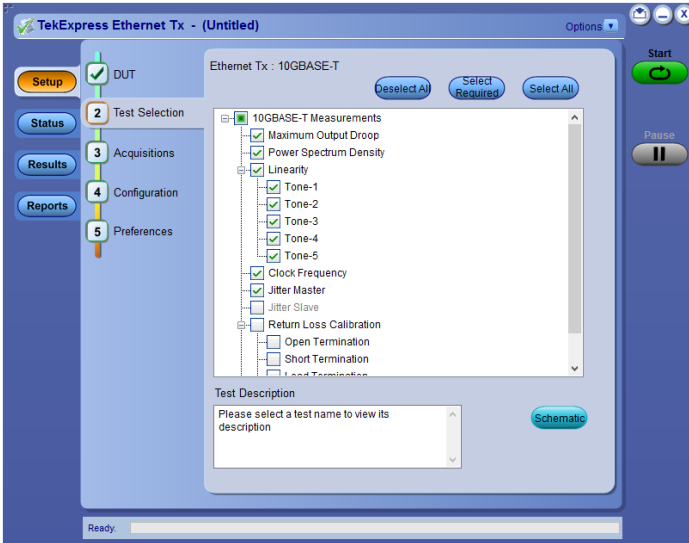 TekExpress Ethernet Tx - (Untitled)
Options
Start
Pause
Setup
Status
Results
Reports
DUT
2 Test Selection
3 Acquisitions
4 Configuration
5 Preferences
Ethernet Tx : 10GBASE-T
Deselect All
Select Required
Select All
10GBASE-T Measurements
Maximum Output Droop
Power Spectrum Density
Linearity
Tone-1
Tone-2
Tone-3
Tone-4
Tone-5
Clock Frequency
Jitter Master
Jitter Slave
Return Loss Calibration
Open Termination
Short Termination
Load Termination
Test Description
Please select a test name to view its
description
Schematic
Ready.